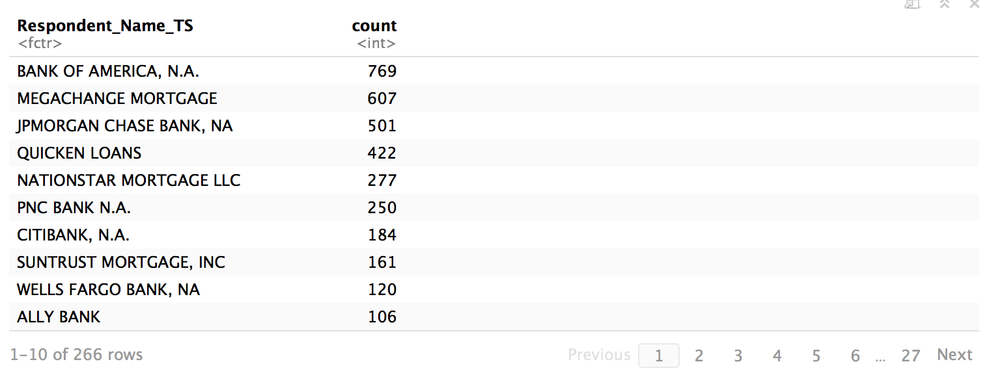 Respondent_Name_TS count
<fctr> <int>
BANK OF AMERICA, N.A. 769
MEGACHANGE MORTGAGE 607
JPMORGAN CHASE BANK, NA 501
QUICKEN LOANS 422
NATIONSTAR MORTGAGE LLC 277
PNC BANK N.A. 250
CITIBANK, N.A. 184
SUNTRUST MORTGAGE, INC 161
WELLS FARGO BANK, NA 120
ALLY BANK 106
1-10 of 266 rows Previous 1 2 3 4 5 6 ... 27 Next